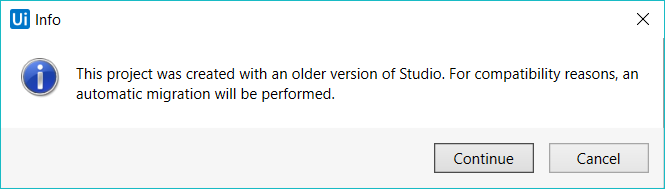 Ui Info
This project was created with an older version of Studio. For compatibility reasons, an
automatic migration will be performed.
Continue Cancel